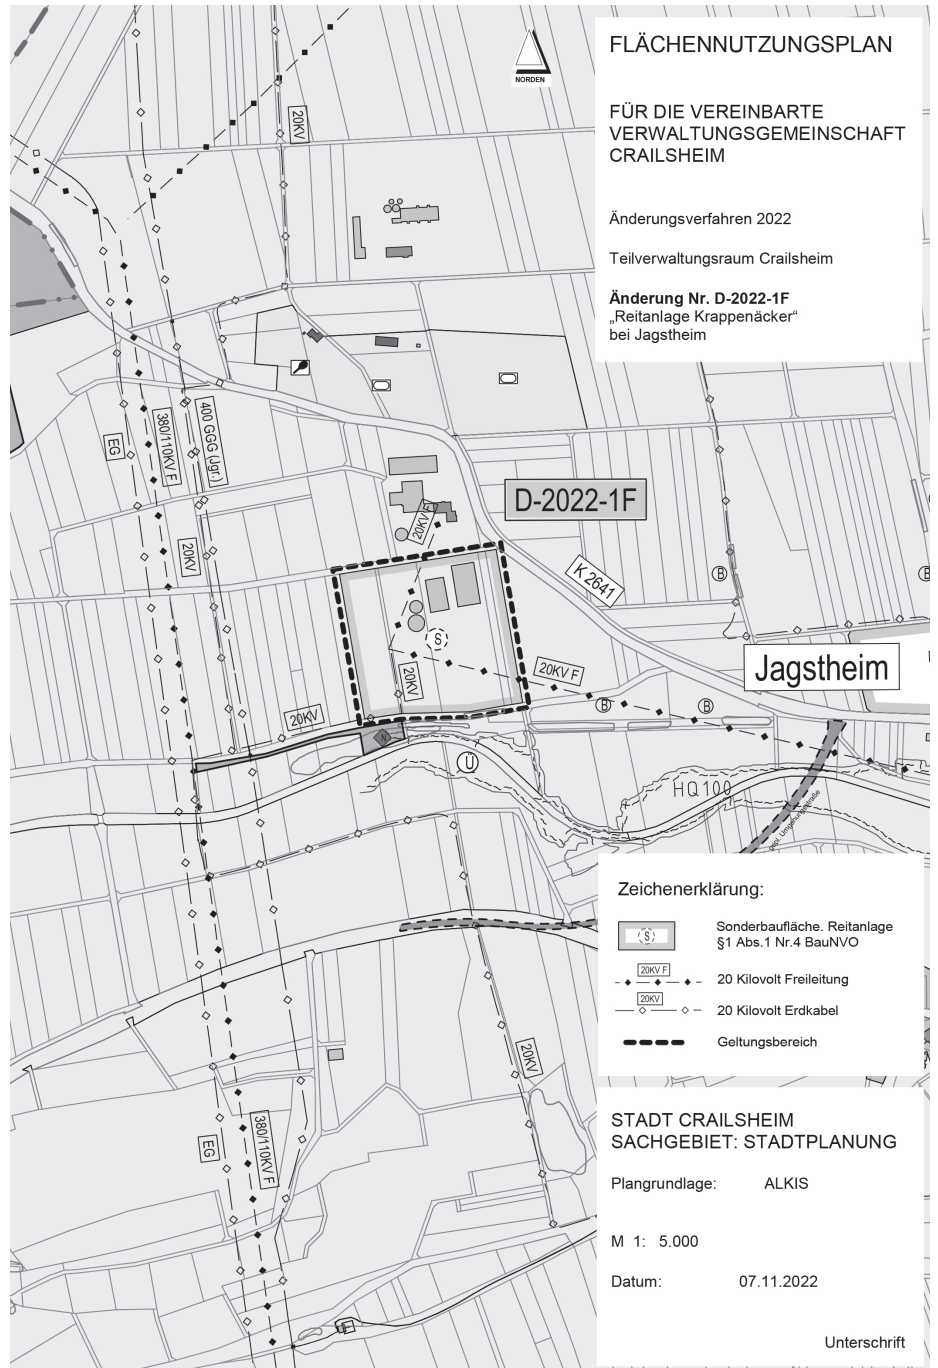 FLÄCHENNUTZUNGSPLAN
FÜR DIE VEREINBARTE
VERWALTUNGSGEMEINSCHAFT
CRAILSHEIM
Änderungsverfahren 2022
Teilverwaltungsraum Crailsheim
Änderung Nr. D-2022-1F
„Reitanlage Krappenäcker“
bei Jagstheim
NORDEN
20KV
EG
380/110KV F
400 GGG (Jgr.)
20KV
20KV F
D-2022-1F
K 2641
B
B
S
20KV
20KV F
Jagstheim
20KV
B
B
N
U
HQ100
gepl. Umgehungsstraße
20KV
EG
380/110KV F
Zeichenerklärung:
S
Sonderbaufläche. Reitanlage
§1 Abs.1 Nr.4 BauNVO
20KV F
20 Kilovolt Freileitung
20KV
20 Kilovolt Erdkabel
Geltungsbereich
STADT CRAILSHEIM
SACHGEBIET: STADTPLANUNG
Plangrundlage: ALKIS
M 1: 5.000
Datum: 07.11.2022
Unterschrift